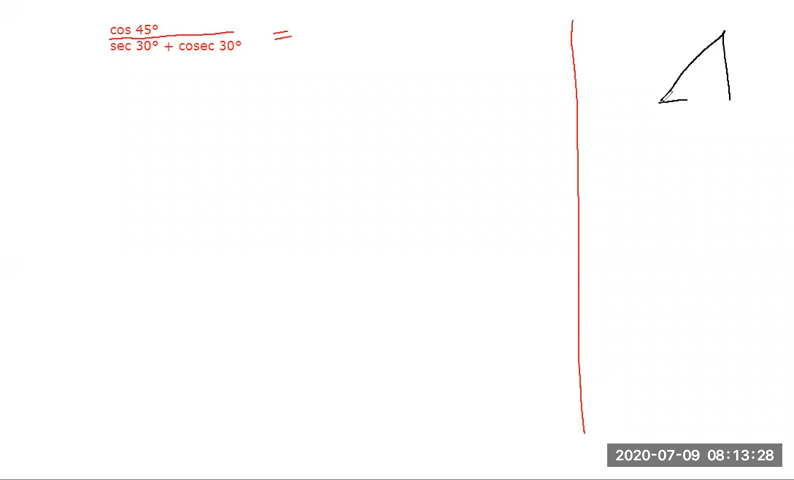 cos 45°
sec 30° + cosec 30° =
2020-07-09 08:13:28